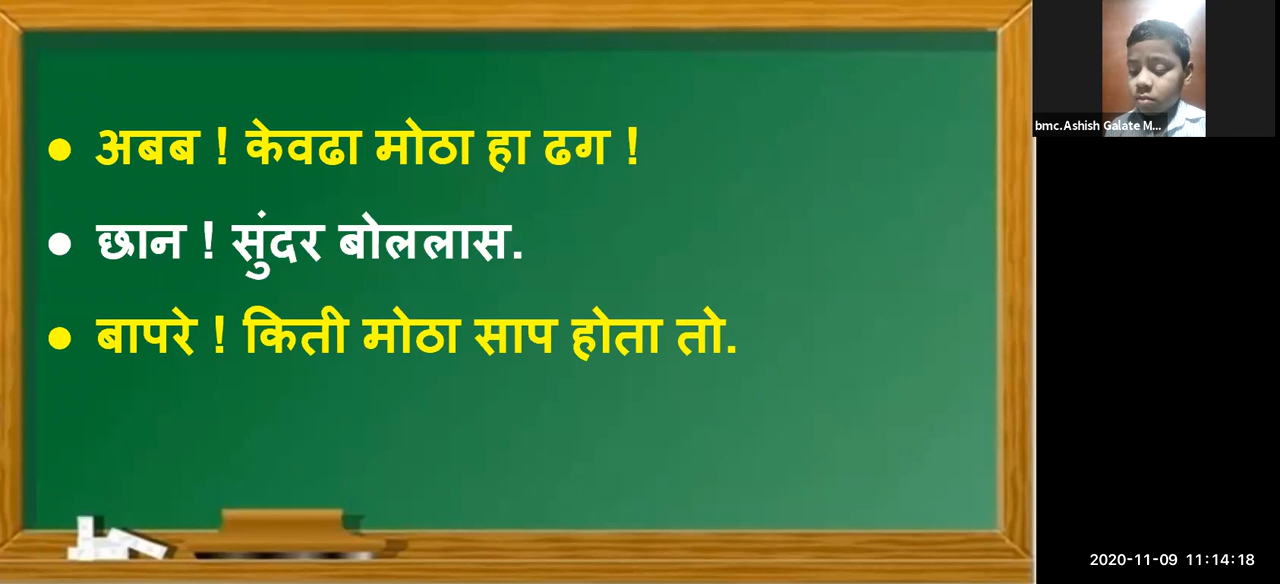 • अबब ! केवढा मोठा हा ढग !
• छान ! सुंदर बोललास.
• बापरे ! किती मोठा साप होता तो.
bmc.Ashish Galate M...
2020-11-09 11:14:18